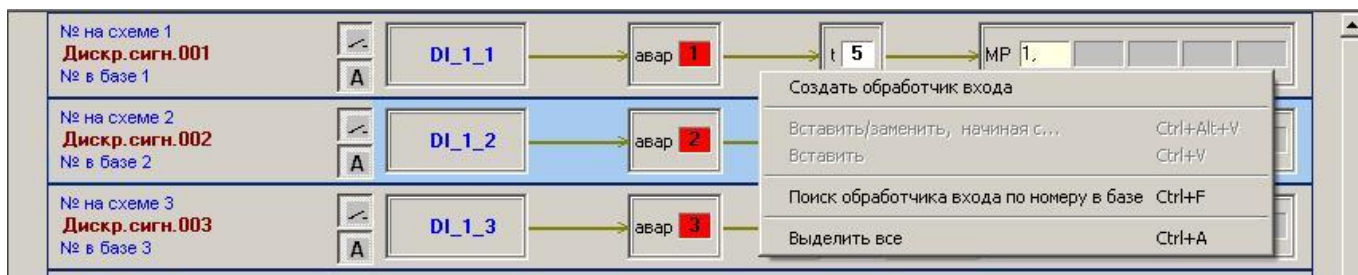 № на схеме 1
Дискр.сигн.001
№ в базе 1
A
DI_1_1
авар 1
t 5
МР 1,
№ на схеме 2
Дискр.сигн.002
№ в базе 2
A
DI_1_2
авар 2
№ на схеме 3
Дискр.сигн.003
№ в базе 3
A
DI_1_3
авар 3
Создать обработчик входа
Вставить/заменить, начиная с... Ctrl+Alt+V
Вставить Ctrl+V
Поиск обработчика входа по номеру в базе Ctrl+F
Выделить все Ctrl+A